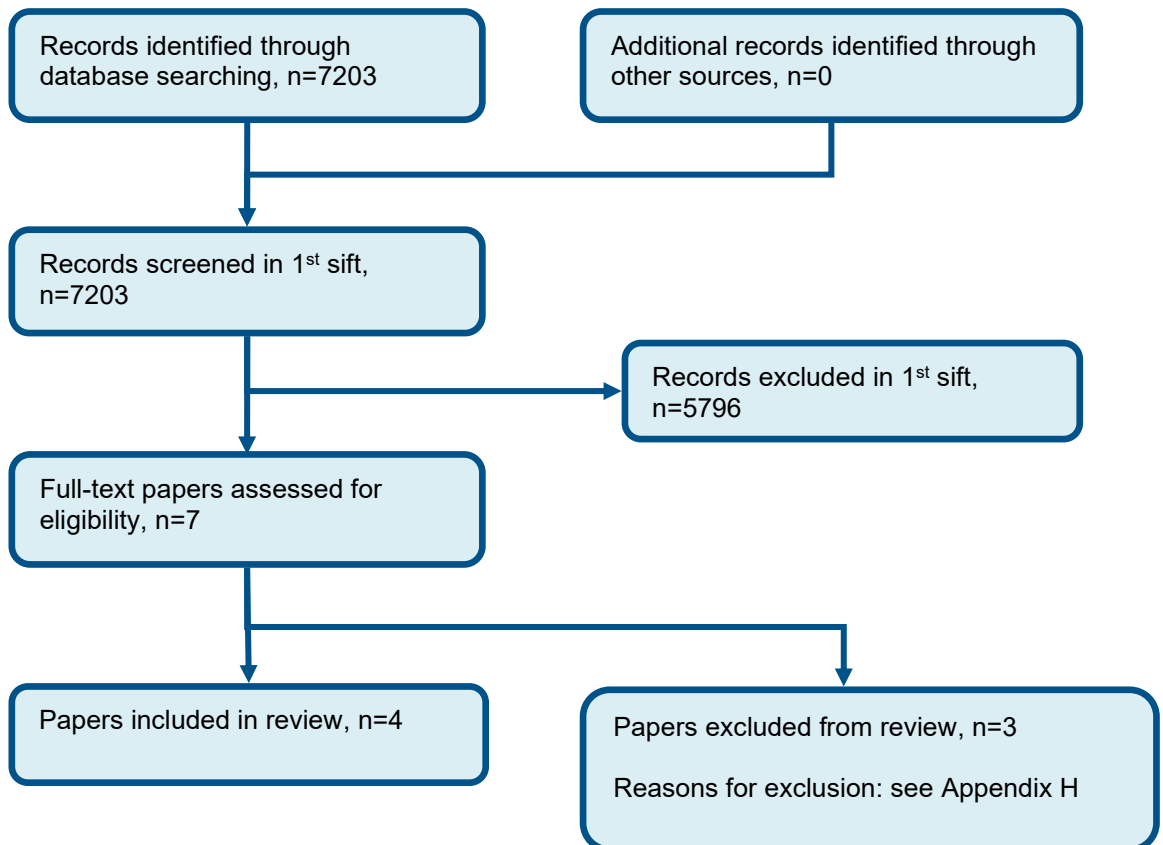 Records identified through
database searching, n=7203
Additional records identified through
other sources, n=0
Records screened in 1st sift,
n=7203
Records excluded in 1st sift,
n=5796
Full-text papers assessed for
eligibility, n=7
Papers included in review, n=4
Papers excluded from review, n=3
Reasons for exclusion: see Appendix H